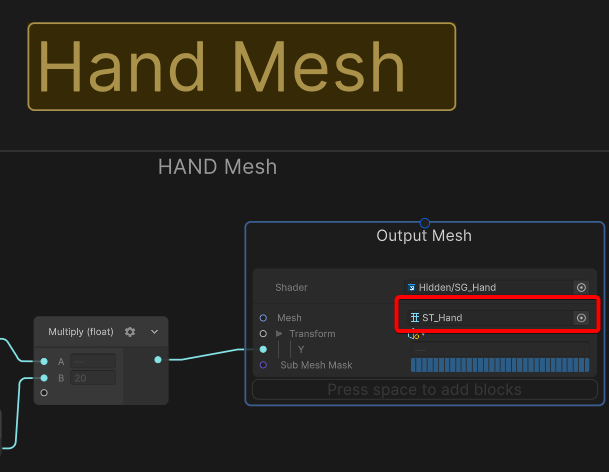 Hand Mesh
HAND Mesh
Output Mesh
Shader
Hidden/SG_Hand
Mesh
ST_Hand
Transform
Y
Sub Mesh Mask
Press space to add blocks
Multiply (float)
A
B
20